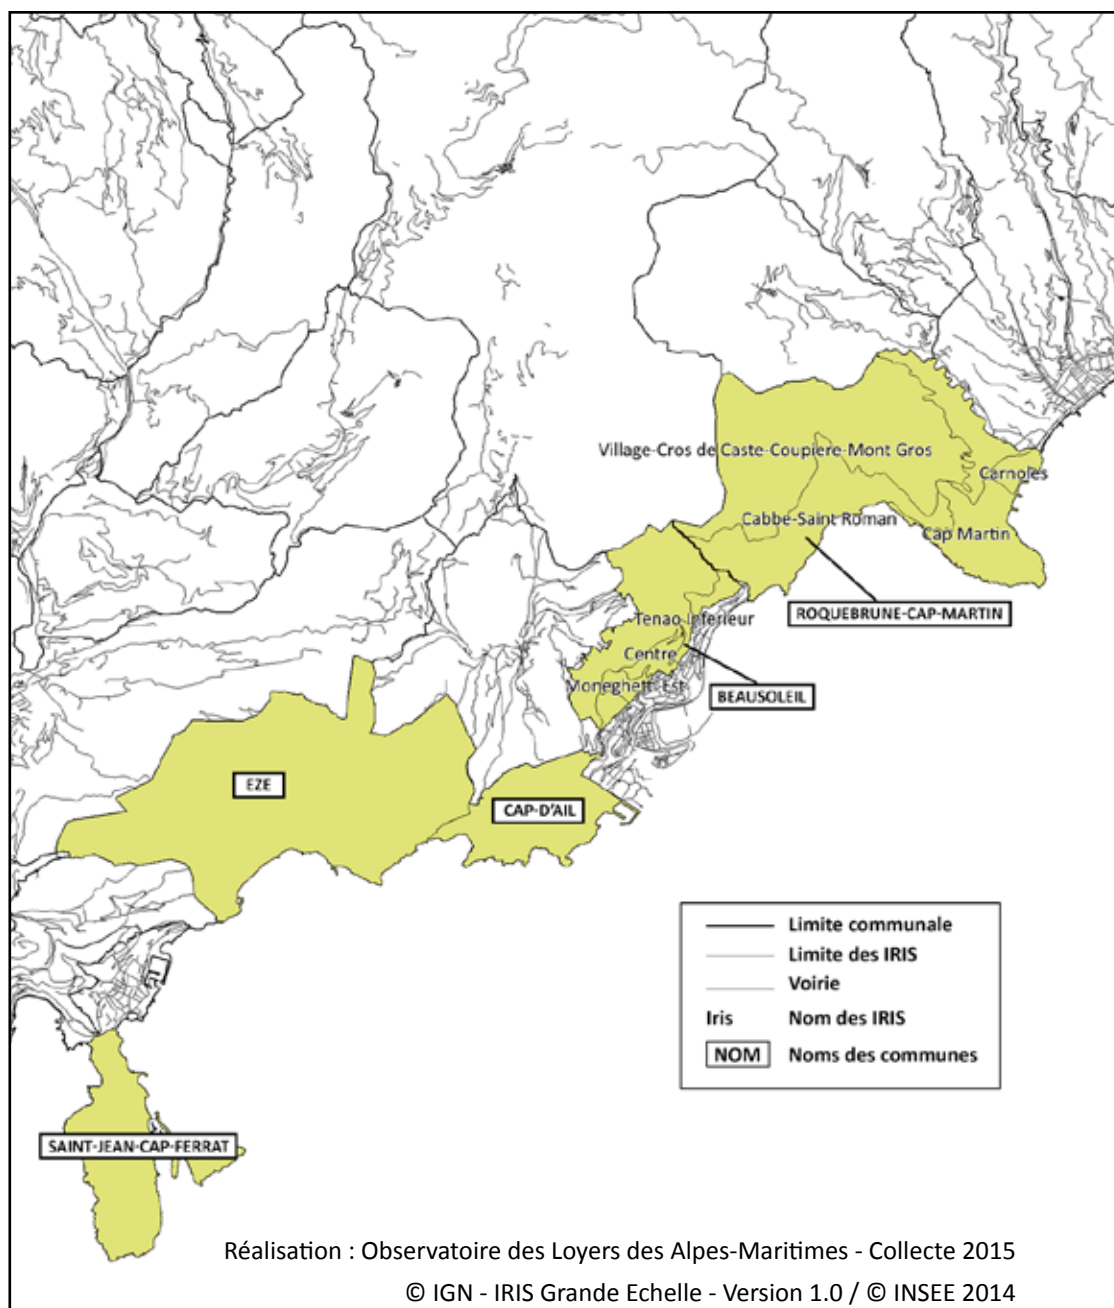 Village-Cros de Caste-Coupiere-Mont Gros
Carnoles
Cabbe-Saint Roman
Cap Martin
ROQUEBRUNE-CAP-MARTIN
Tenao Inferieur
Centre
Moneghetti Est
BEAUSOLEIL
EZE
CAP-D'AIL
Limite communale
Limite des IRIS
Voirie
Iris Nom des IRIS
NOM Noms des communes
SAINT-JEAN-CAP-FERRAT
Réalisation : Observatoire des Loyers des Alpes-Maritimes - Collecte 2015
© IGN - IRIS Grande Echelle - Version 1.0 / © INSEE 2014